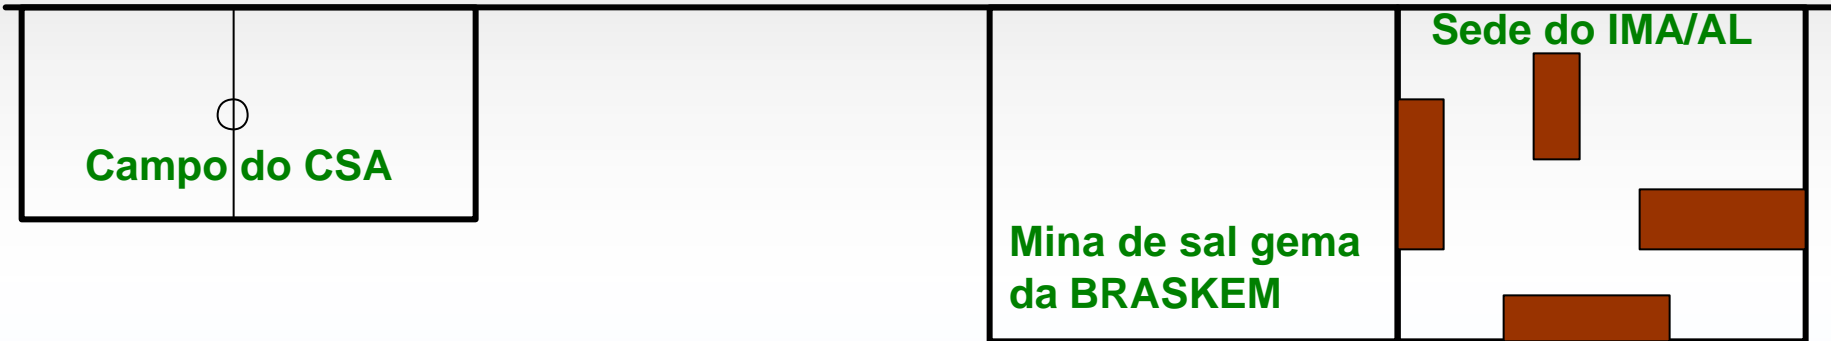 Sede do IMA/AL
Campo do CSA
Mina de sal gema
da BRASKEM